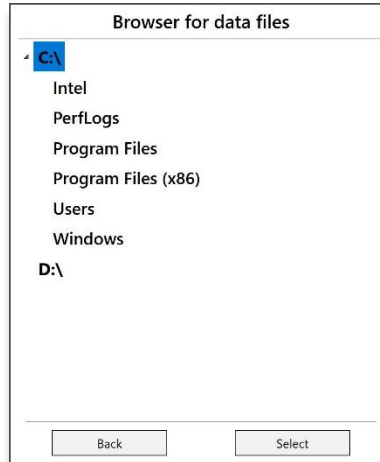 Browser for data files
C:\
Intel
PerfLogs
Program Files
Program Files (x86)
Users
Windows
D:\
Back Select